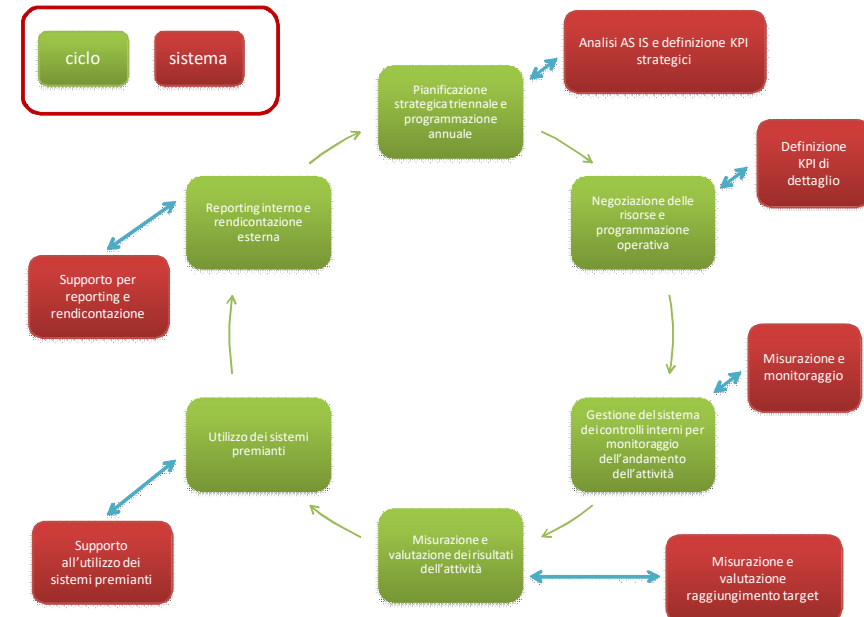 ciclo
sistema
Analisi AS IS e definizione KPI
strategici
Pianificazione
strategica triennale e
programmazione
annuale
Definizione
KPI di
dettaglio
Negoziazione delle
risorse e
programmazione
operativa
Reporting interno e
rendicontazione
esterna
Supporto per
reporting e
rendicontazione
Misurazione e
monitoraggio
Gestione del sistema
dei controlli interni per
monitoraggio
dell'andamento
dell'attività
Utilizzo dei sistemi
premianti
Misurazione e
valutazione dei risultati
dell'attività
Supporto
all'utilizzo dei
sistemi premianti
Misurazione e
valutazione
raggiungimento target